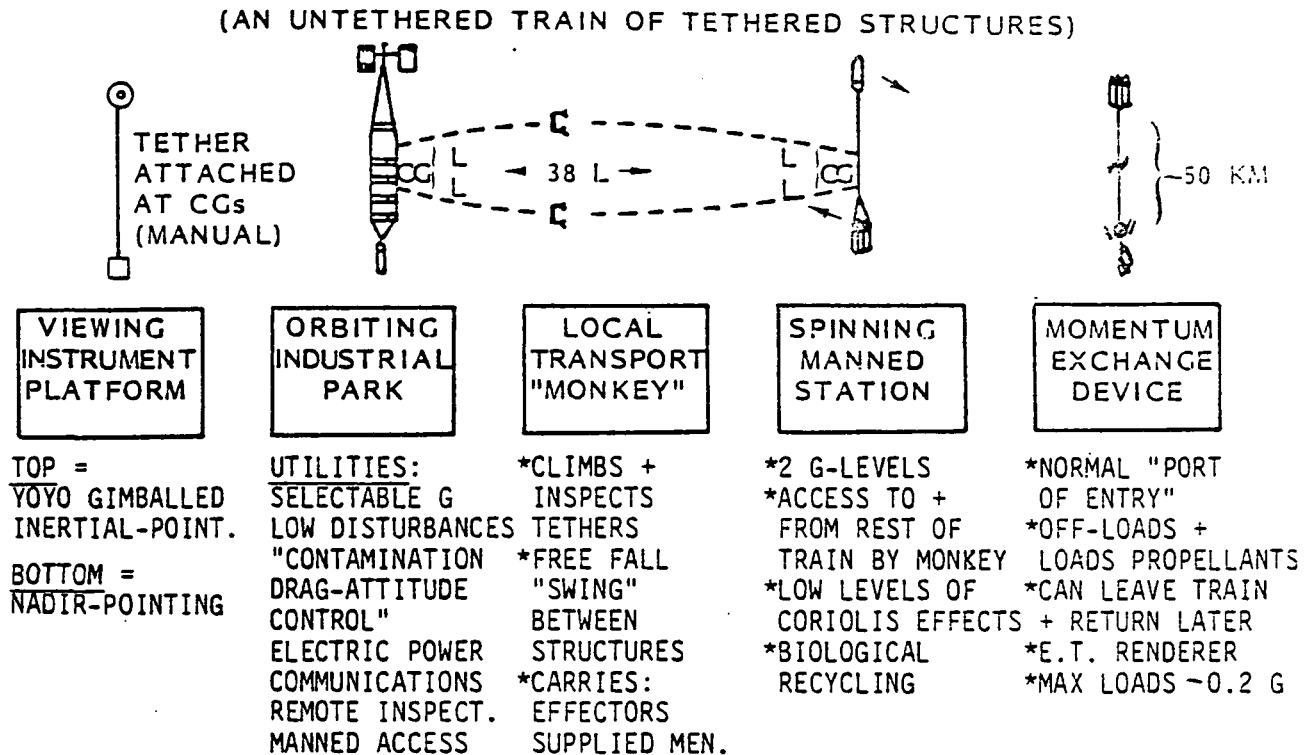 (AN UNTETHERED TRAIN OF TETHERED STRUCTURES)
TETHER
ATTACHED
AT CGs
(MANUAL)
CG
L
L
38 L
L
L
CG
~50 KM
VIEWING
INSTRUMENT
PLATFORM
TOP =
YOYO GIMBALLED
INERTIAL-POINT.
BOTTOM =
NADIR-POINTING
ORBITING
INDUSTRIAL
PARK
UTILITIES:
SELECTABLE G
LOW DISTURBANCES
"CONTAMINATION
DRAG-ATTITUDE
CONTROL"
ELECTRIC POWER
COMMUNICATIONS
REMOTE INSPECT.
MANNED ACCESS
LOCAL
TRANSPORT
"MONKEY"
*CLIMBS +
INSPECTS
TETHERS
*FREE FALL
"SWING"
BETWEEN
STRUCTURES
*CARRIES:
EFFECTORS
SUPPLIED MEN.
SPINNING
MANNED
STATION
*2 G-LEVELS
*ACCESS TO +
FROM REST OF
TRAIN BY MONKEY
*LOW LEVELS OF
CORIOLIS EFFECTS
*BIOLOGICAL
RECYCLING
MOMENTUM
EXCHANGE
DEVICE
*NORMAL "PORT
OF ENTRY"
*OFF-LOADS +
LOADS PROPELLANTS
*CAN LEAVE TRAIN
+ RETURN LATER
*E.T. RENDERER
*MAX LOADS ~0.2 G